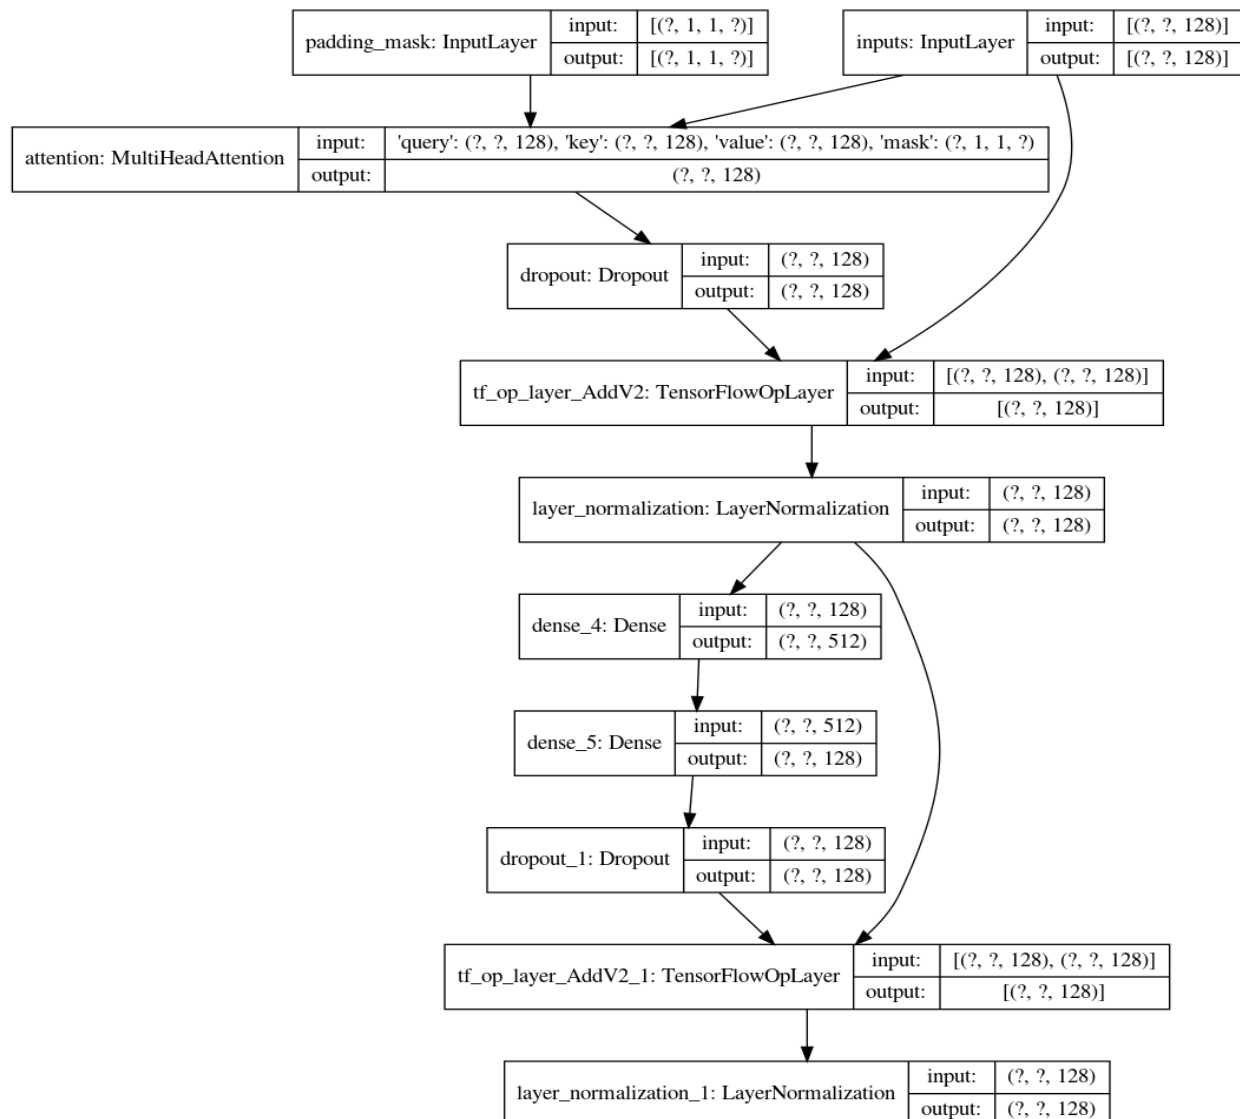 padding_mask: InputLayer
input: [(?, 1, 1, ?)]
output: [(?, 1, 1, ?)]
inputs: InputLayer
input: [(?, ?, 128)]
output: [(?, ?, 128)]
attention: MultiHeadAttention
input: 'query': (?, ?, 128), 'key': (?, ?, 128), 'value': (?, ?, 128), 'mask': (?, 1, 1, ?)
output: (?, ?, 128)
dropout: Dropout
input: (?, ?, 128)
output: (?, ?, 128)
tf_op_layer_AddV2: TensorFlowOpLayer
input: [(?, ?, 128), (?, ?, 128)]
output: [(?, ?, 128)]
layer_normalization: LayerNormalization
input: (?, ?, 128)
output: (?, ?, 128)
dense_4: Dense
input: (?, ?, 128)
output: (?, ?, 512)
dense_5: Dense
input: (?, ?, 512)
output: (?, ?, 128)
dropout_1: Dropout
input: (?, ?, 128)
output: (?, ?, 128)
tf_op_layer_AddV2_1: TensorFlowOpLayer
input: [(?, ?, 128), (?, ?, 128)]
output: [(?, ?, 128)]
layer_normalization_1: LayerNormalization
input: (?, ?, 128)
output: (?, ?, 128)